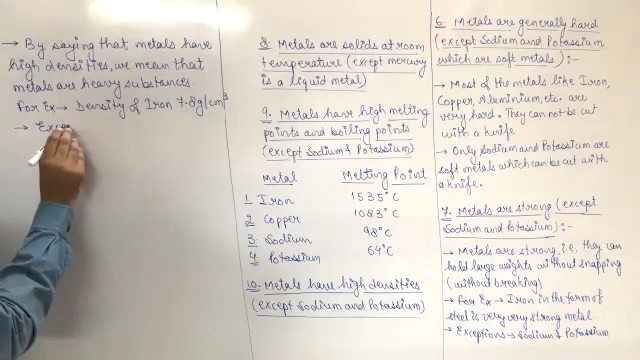 → By saying that metals have
high densities, we mean that
metals are heavy substances.
For Ex → Density of Iron 7.8g/cm³
→ Exc
8. Metals are solids at room
temperature (except mercury
is a liquid metal)
9. Metals have high melting
points and boiling points
(except Sodium & Potassium)
Metal Melting Point
1 Iron 1535°C
2 Copper 1083°C
3 Sodium 98°C
4 Potassium 64°C
10. Metals have high densities
(except Sodium and Potassium)
6. Metals are generally hard
(except Sodium and Potassium
which are soft metals) :-
→ Most of the metals like Iron,
Copper, Aluminium, etc. are
very hard. They can not be cut
with a knife.
→ Only Sodium and Potassium are
soft metals which can be cut with
a knife.
7. Metals are strong (except
Sodium and Potassium) :-
→ Metals are strong i.e. they can
hold large weights without snapping
(without breaking)
→ For Ex → Iron in the form of
steel is very very strong metal.
→ Exceptions → Sodium & Potassium